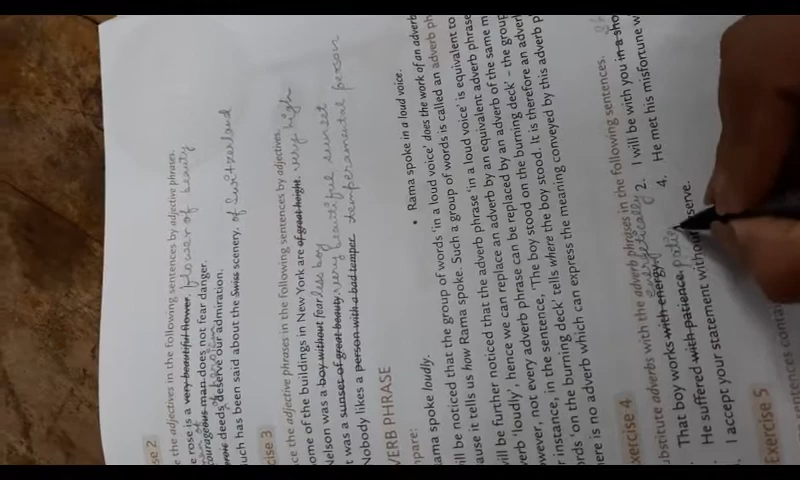 se 2
e the adjectives in the following sentences by adjective phrases.
e rose is a very beautiful flower. flower of beauty
courageous man does not fear danger.
heroic deeds deserve our admiration.
uch has been said about the Swiss scenery. of Switzerland
cise 3
ce the adjective phrases in the following sentences by adjectives.
ome of the buildings in New York are of great height. very high
Nelson was a boy without fear less boy
t was a sunset of great beauty very beautiful sunset
Nobody likes a person with a bad temper temperamental person
VERB PHRASE
mpare:
ama spoke loudly. • Rama spoke in a loud voice.
ill be noticed that the group of words 'in a loud voice' does the work of an adverb
ause it tells us how Rama spoke. Such a group of words is called an adverb ph
will be further noticed that the adverb phrase 'in a loud voice' is equivalent to
verb 'loudly', hence we can replace an adverb by an equivalent adverb phrase
owever, not every adverb phrase can be replaced by an adverb of the same m
r instance, in the sentence, 'The boy stood on the burning deck' – the group
rds 'on the burning deck' tells where the boy stood. It is therefore an adver
ere is no adverb which can express the meaning conveyed by this adverb p
xercise 4
ubstitute adverbs with the adverb phrases in the following sentences.
That boy works with energy energetically 2. I will be with you in a sho
He suffered with patience. patie 4. He met his misfortune w
I accept your statement without serve.
Exercise 5
sentences contai